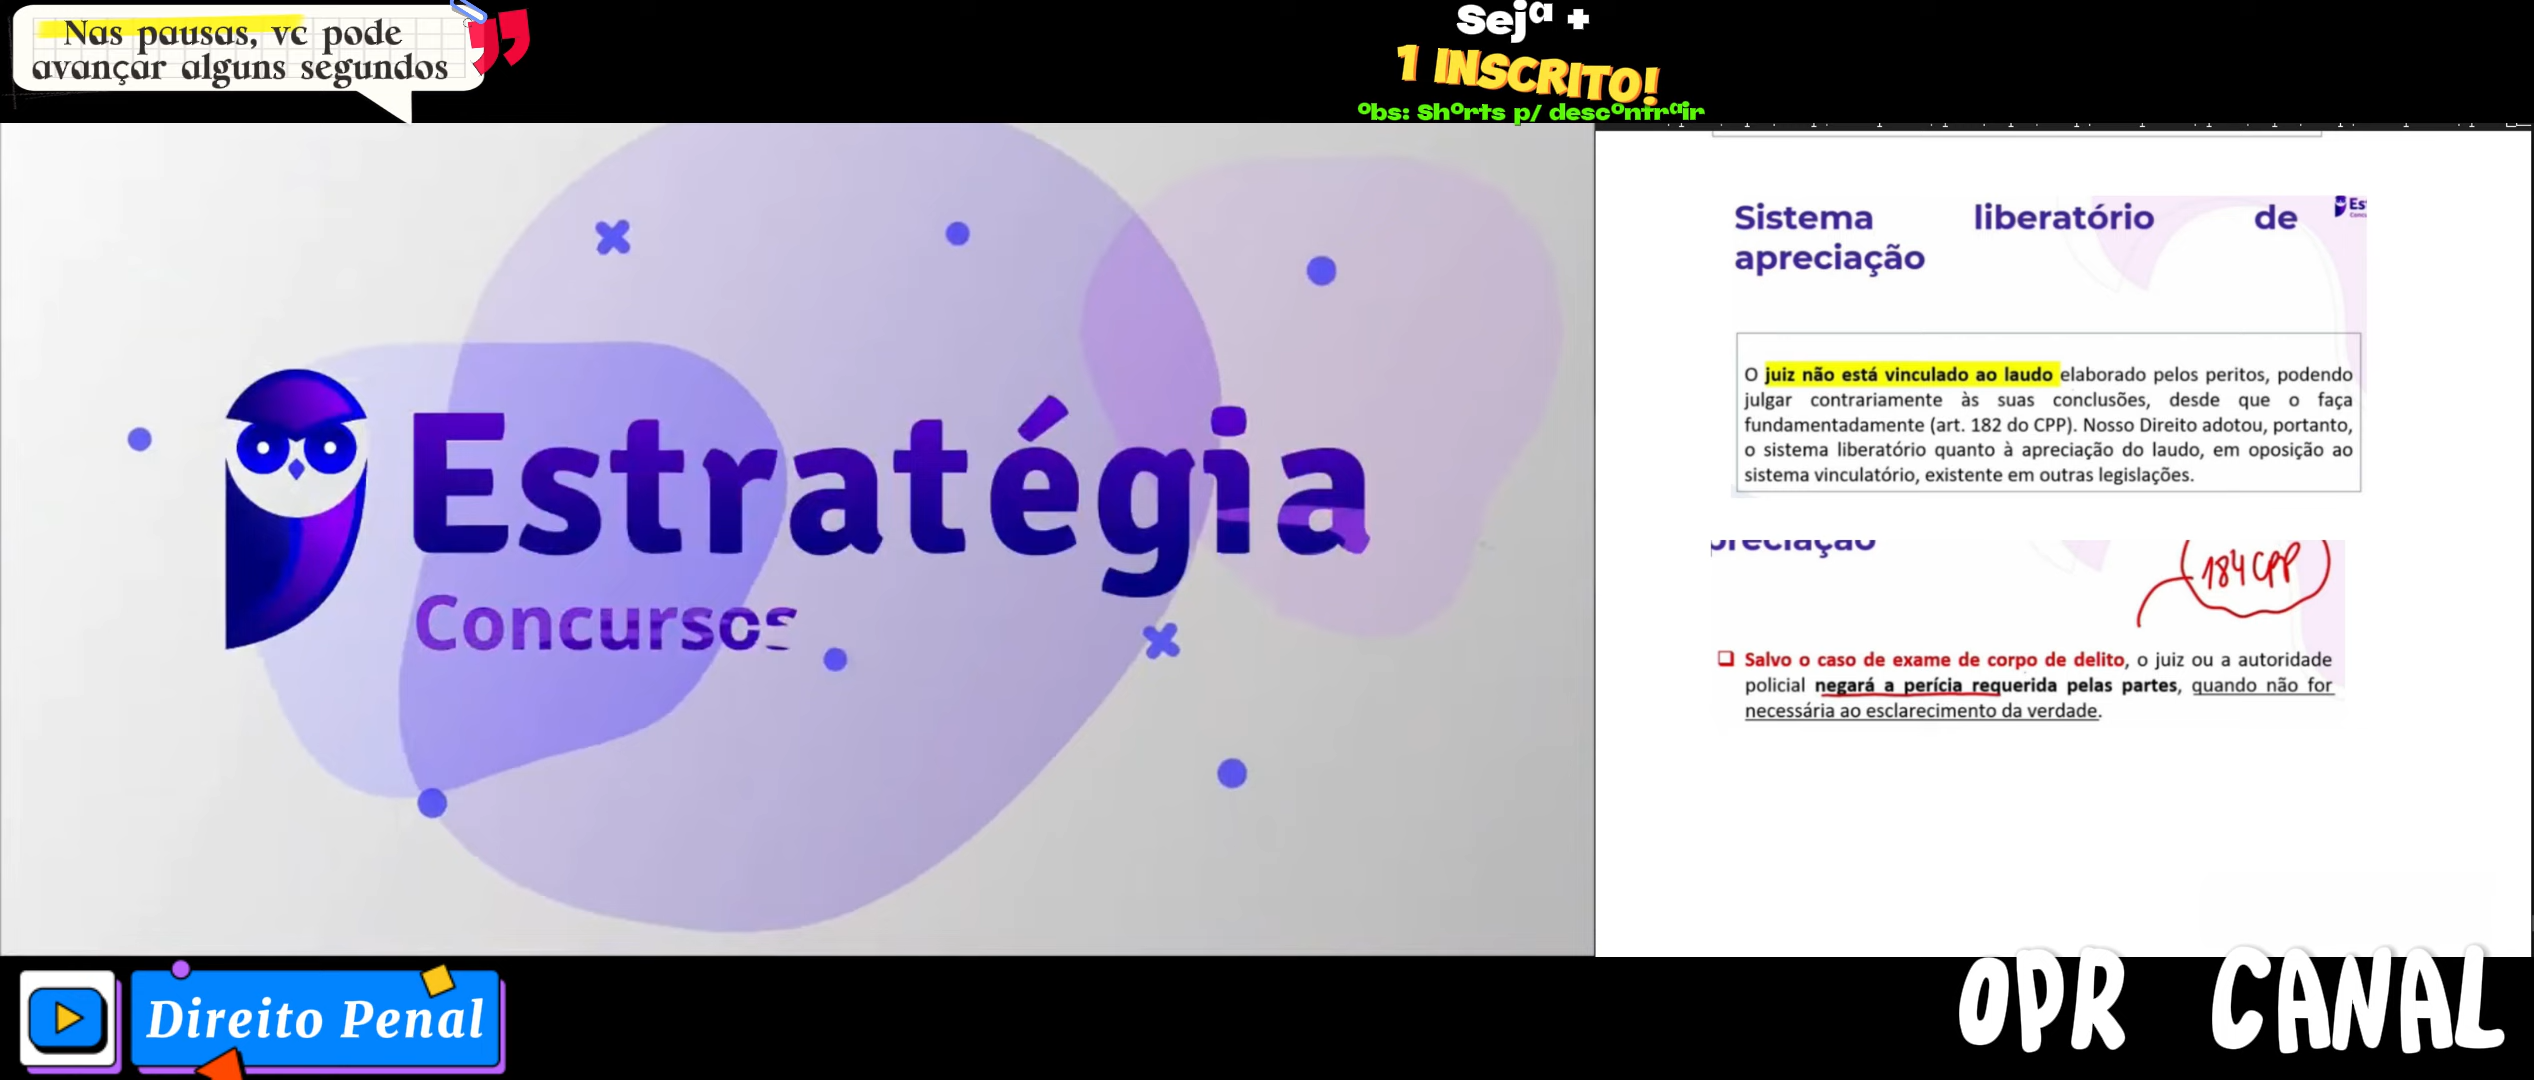 Nas pausas, vc pode
avançar alguns segundos
Seja +
1 INSCRITO!
obs: Shorts p/ descontrair
Estratégia
Concursos
Sistema liberatório de
apreciação
Es
O juiz não está vinculado ao laudo elaborado pelos peritos, podendo
julgar contrariamente às suas conclusões, desde que o faça
fundamentadamente (art. 182 do CPP). Nosso Direito adotou, portanto,
o sistema liberatório quanto à apreciação do laudo, em oposição ao
sistema vinculatório, existente em outras legislações.
preciação
184 CPP
Salvo o caso de exame de corpo de delito, o juiz ou a autoridade
policial negará a perícia requerida pelas partes, quando não for
necessária ao esclarecimento da verdade.
Direito Penal
OPR CANAL